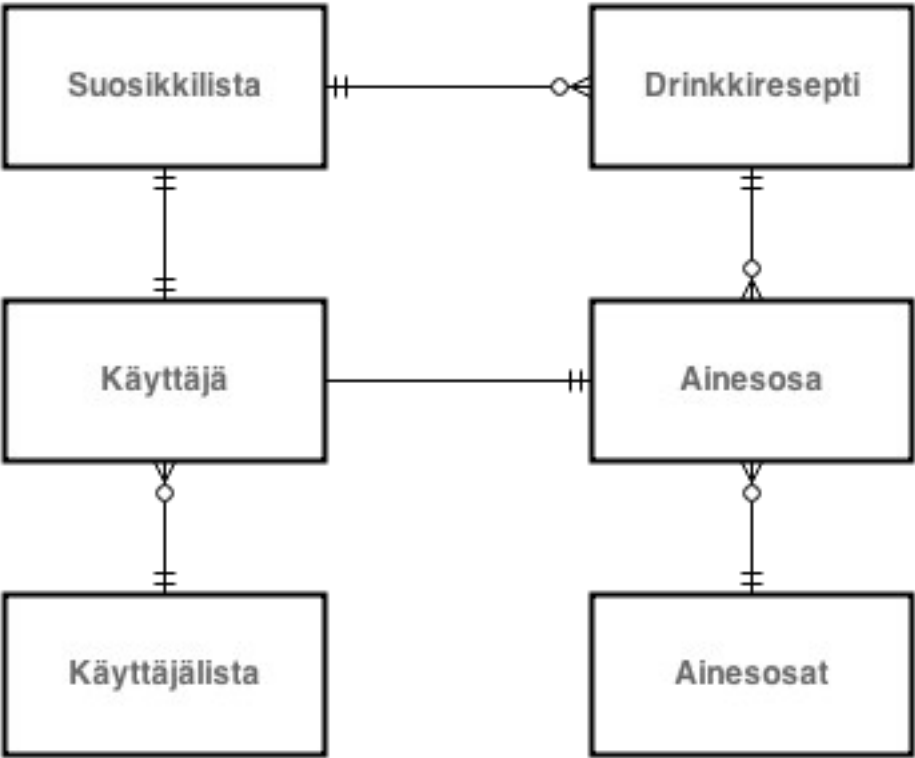 Suosikkilista
Drinkkiresepti
Käyttäjä
Ainesosa
Käyttäjälista
Ainesosat